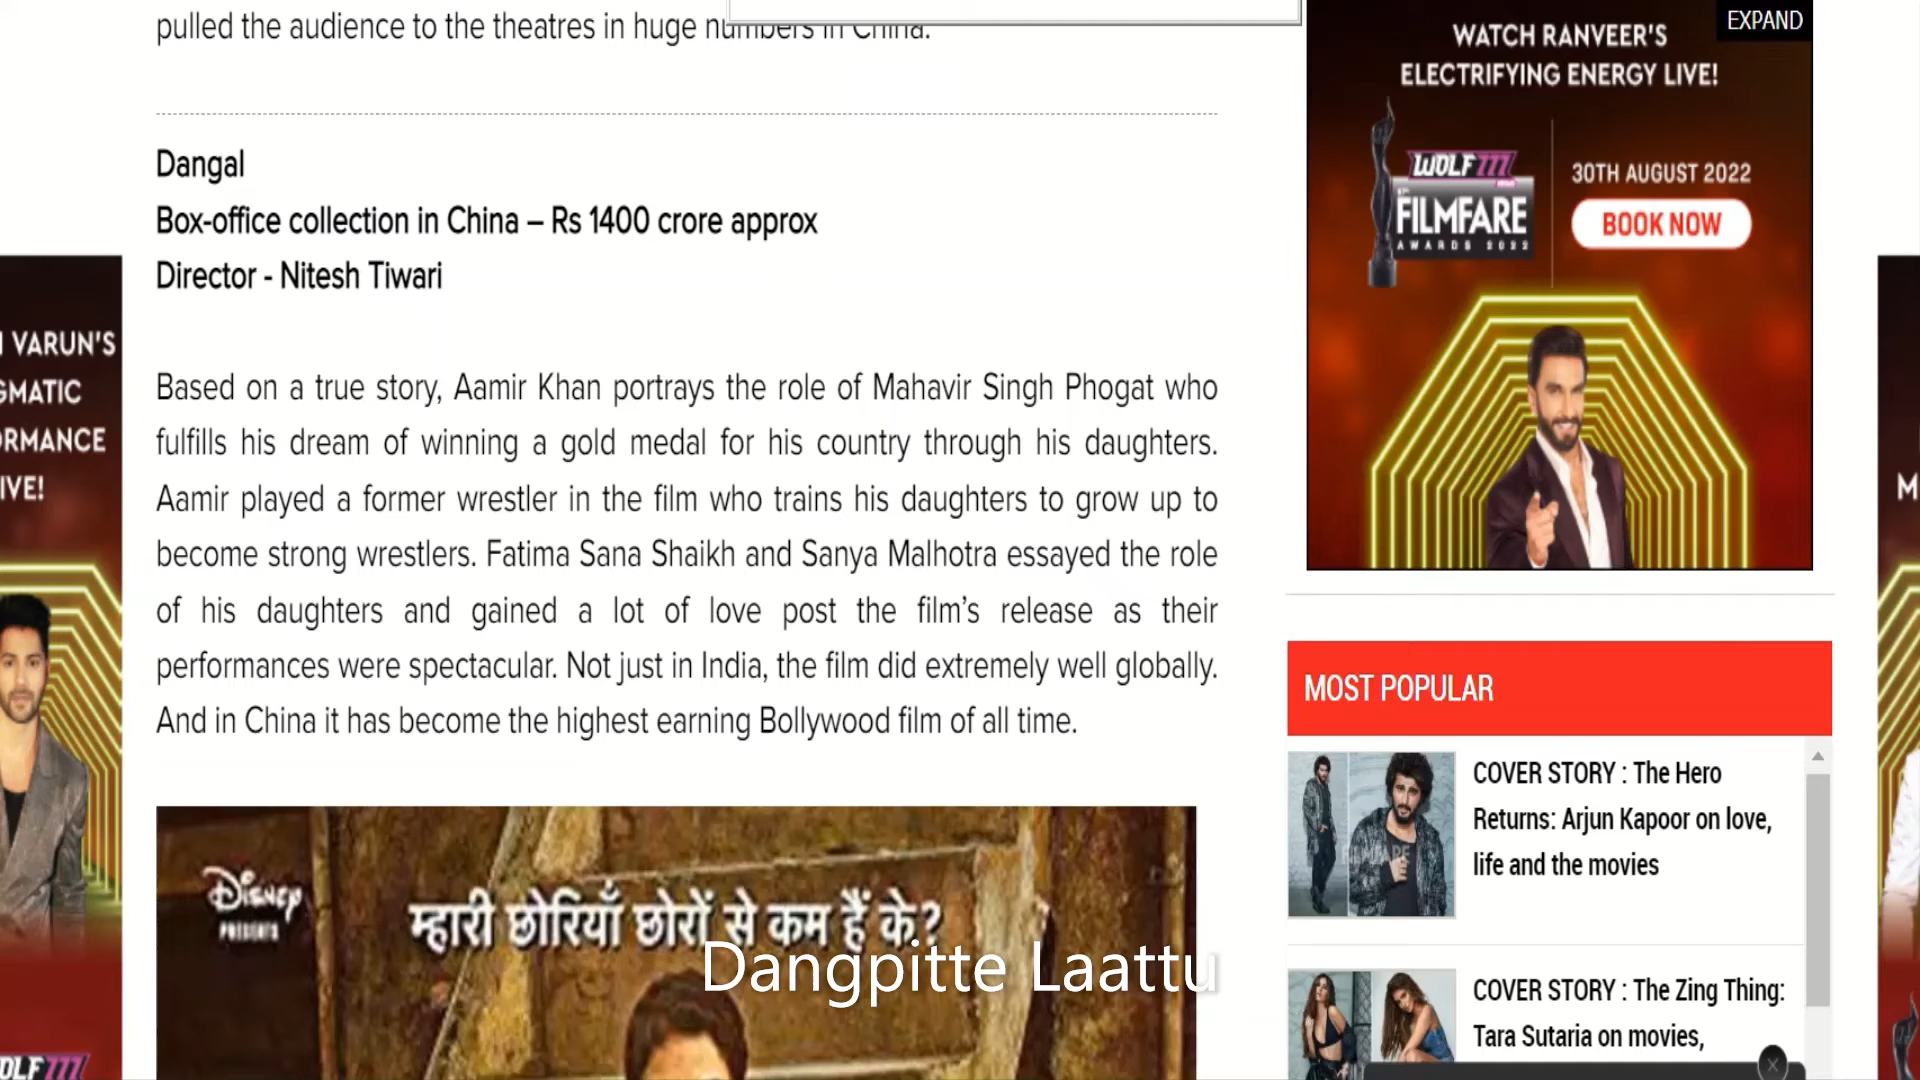 pulled the audience to the theatres in huge numbers in China.
Dangal
Box-office collection in China – Rs 1400 crore approx
Director - Nitesh Tiwari
Based on a true story, Aamir Khan portrays the role of Mahavir Singh Phogat who
fulfills his dream of winning a gold medal for his country through his daughters.
Aamir played a former wrestler in the film who trains his daughters to grow up to
become strong wrestlers. Fatima Sana Shaikh and Sanya Malhotra essayed the role
of his daughters and gained a lot of love post the film’s release as their
performances were spectacular. Not just in India, the film did extremely well globally.
And in China it has become the highest earning Bollywood film of all time.
Disney
PRESENTS
म्हारी छोरियाँ छोरों से कम हैं के?
Dangpitte Laattu
EXPAND
WATCH RANVEER'S
ELECTRIFYING ENERGY LIVE!
WOLF777
FILMFARE
AWARDS 2022
30TH AUGUST 2022
BOOK NOW
MOST POPULAR
COVER STORY : The Hero
Returns: Arjun Kapoor on love,
life and the movies
COVER STORY : The Zing Thing:
Tara Sutaria on movies,
VARUN'S
GMATIC
ORMANCE
IVE!
OLF777
M